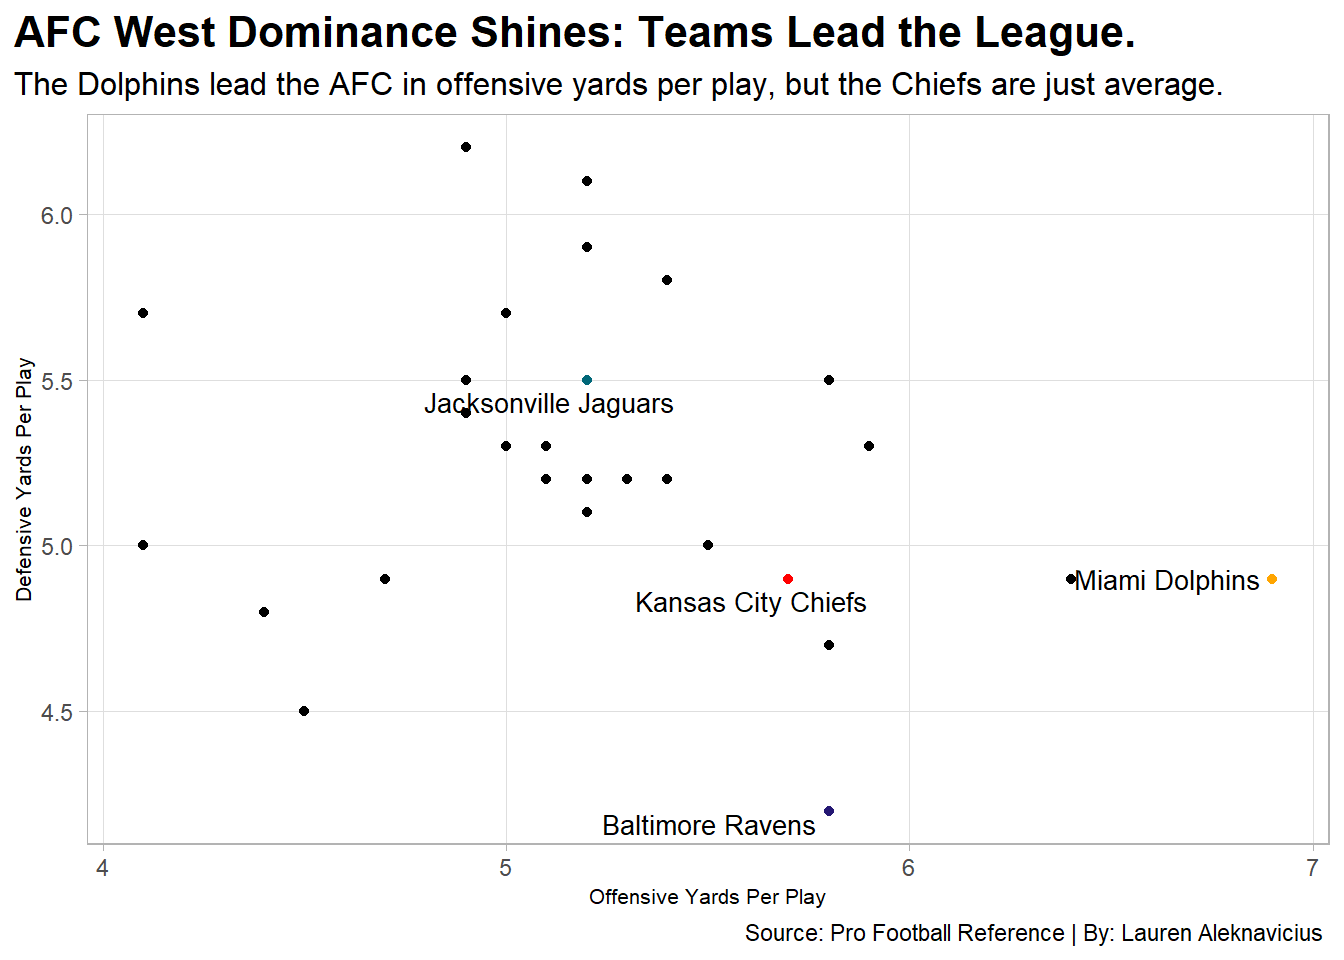 AFC West Dominance Shines: Teams Lead the League.
The Dolphins lead the AFC in offensive yards per play, but the Chiefs are just average.
6.0
5.5
5.0
4.5
Defensive Yards Per Play
Jacksonville Jaguars
Kansas City Chiefs
Miami Dolphins
Baltimore Ravens
4 5 6 7
Offensive Yards Per Play
Source: Pro Football Reference | By: Lauren Aleknavicius